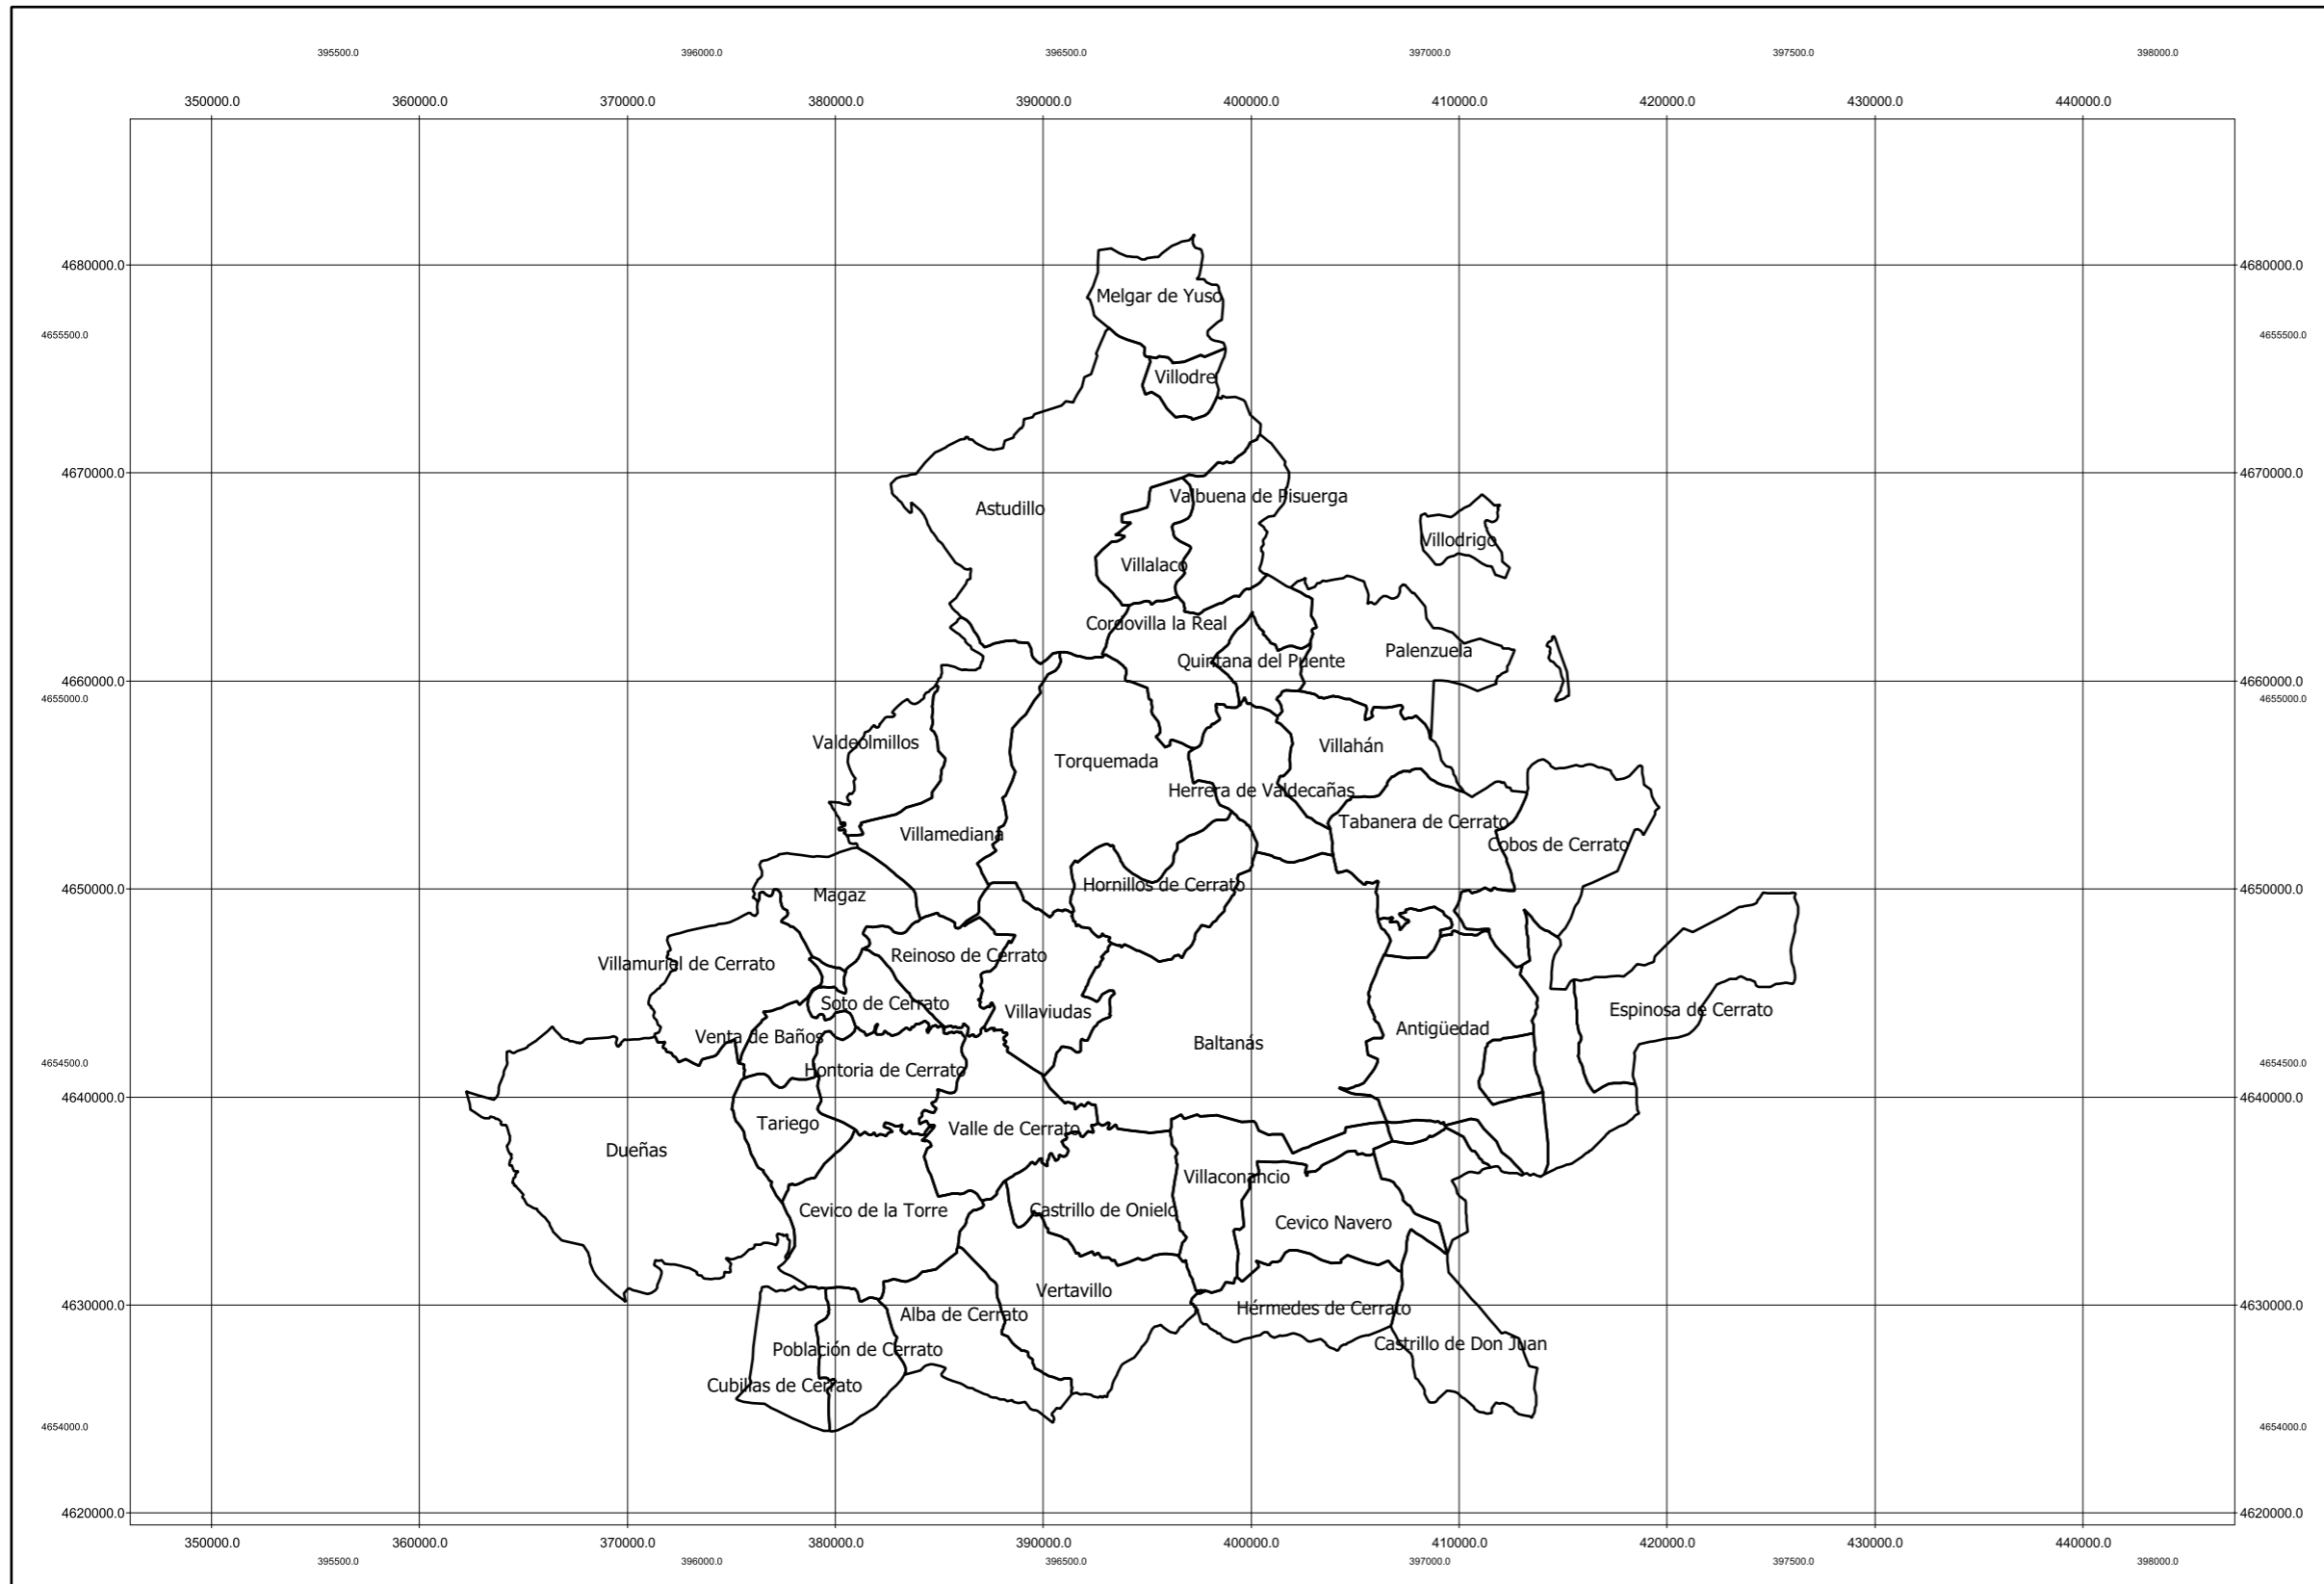 395500.0 396000.0 396500.0 397000.0 397500.0 398000.0
350000.0 360000.0 370000.0 380000.0 390000.0 400000.0 410000.0 420000.0 430000.0 440000.0
4680000.0 4680000.0
Melgar de Yuso
4655500.0 4655500.0
Villodre
4670000.0 4670000.0
Valbuena de Pisuerga
Astudillo
Villodrigo
Villalaco
Cordovilla la Real
Palenzuela
Quintana del Puente
4660000.0 4660000.0
4655000.0 4655000.0
Valdeolmillos
Villahán
Torquemada
Herrera de Valdecañas
Tabanera de Cerrato
Villamediana
Cobos de Cerrato
Hornillos de Cerrato
4650000.0 4650000.0
Magaz
Reinoso de Cerrato
Villamuriel de Cerrato
Soto de Cerrato
Espinosa de Cerrato
Villaviudas
Antigüedad
Venta de Baños
Baltanás
4654500.0 4654500.0
Hontoria de Cerrato
4640000.0 4640000.0
Tariego
Valle de Cerrato
Dueñas
Villaconancio
Cevico de la Torre
Castrillo de Onielo
Cevico Navero
Vertavillo
4630000.0 4630000.0
Hérmedes de Cerrato
Alba de Cerrato
Castrillo de Don Juan
Población de Cerrato
Cubillas de Cerrato
4654000.0 4654000.0
4620000.0 4620000.0
350000.0 360000.0 370000.0 380000.0 390000.0 400000.0 410000.0 420000.0 430000.0 440000.0
395500.0 396000.0 396500.0 397000.0 397500.0 398000.0